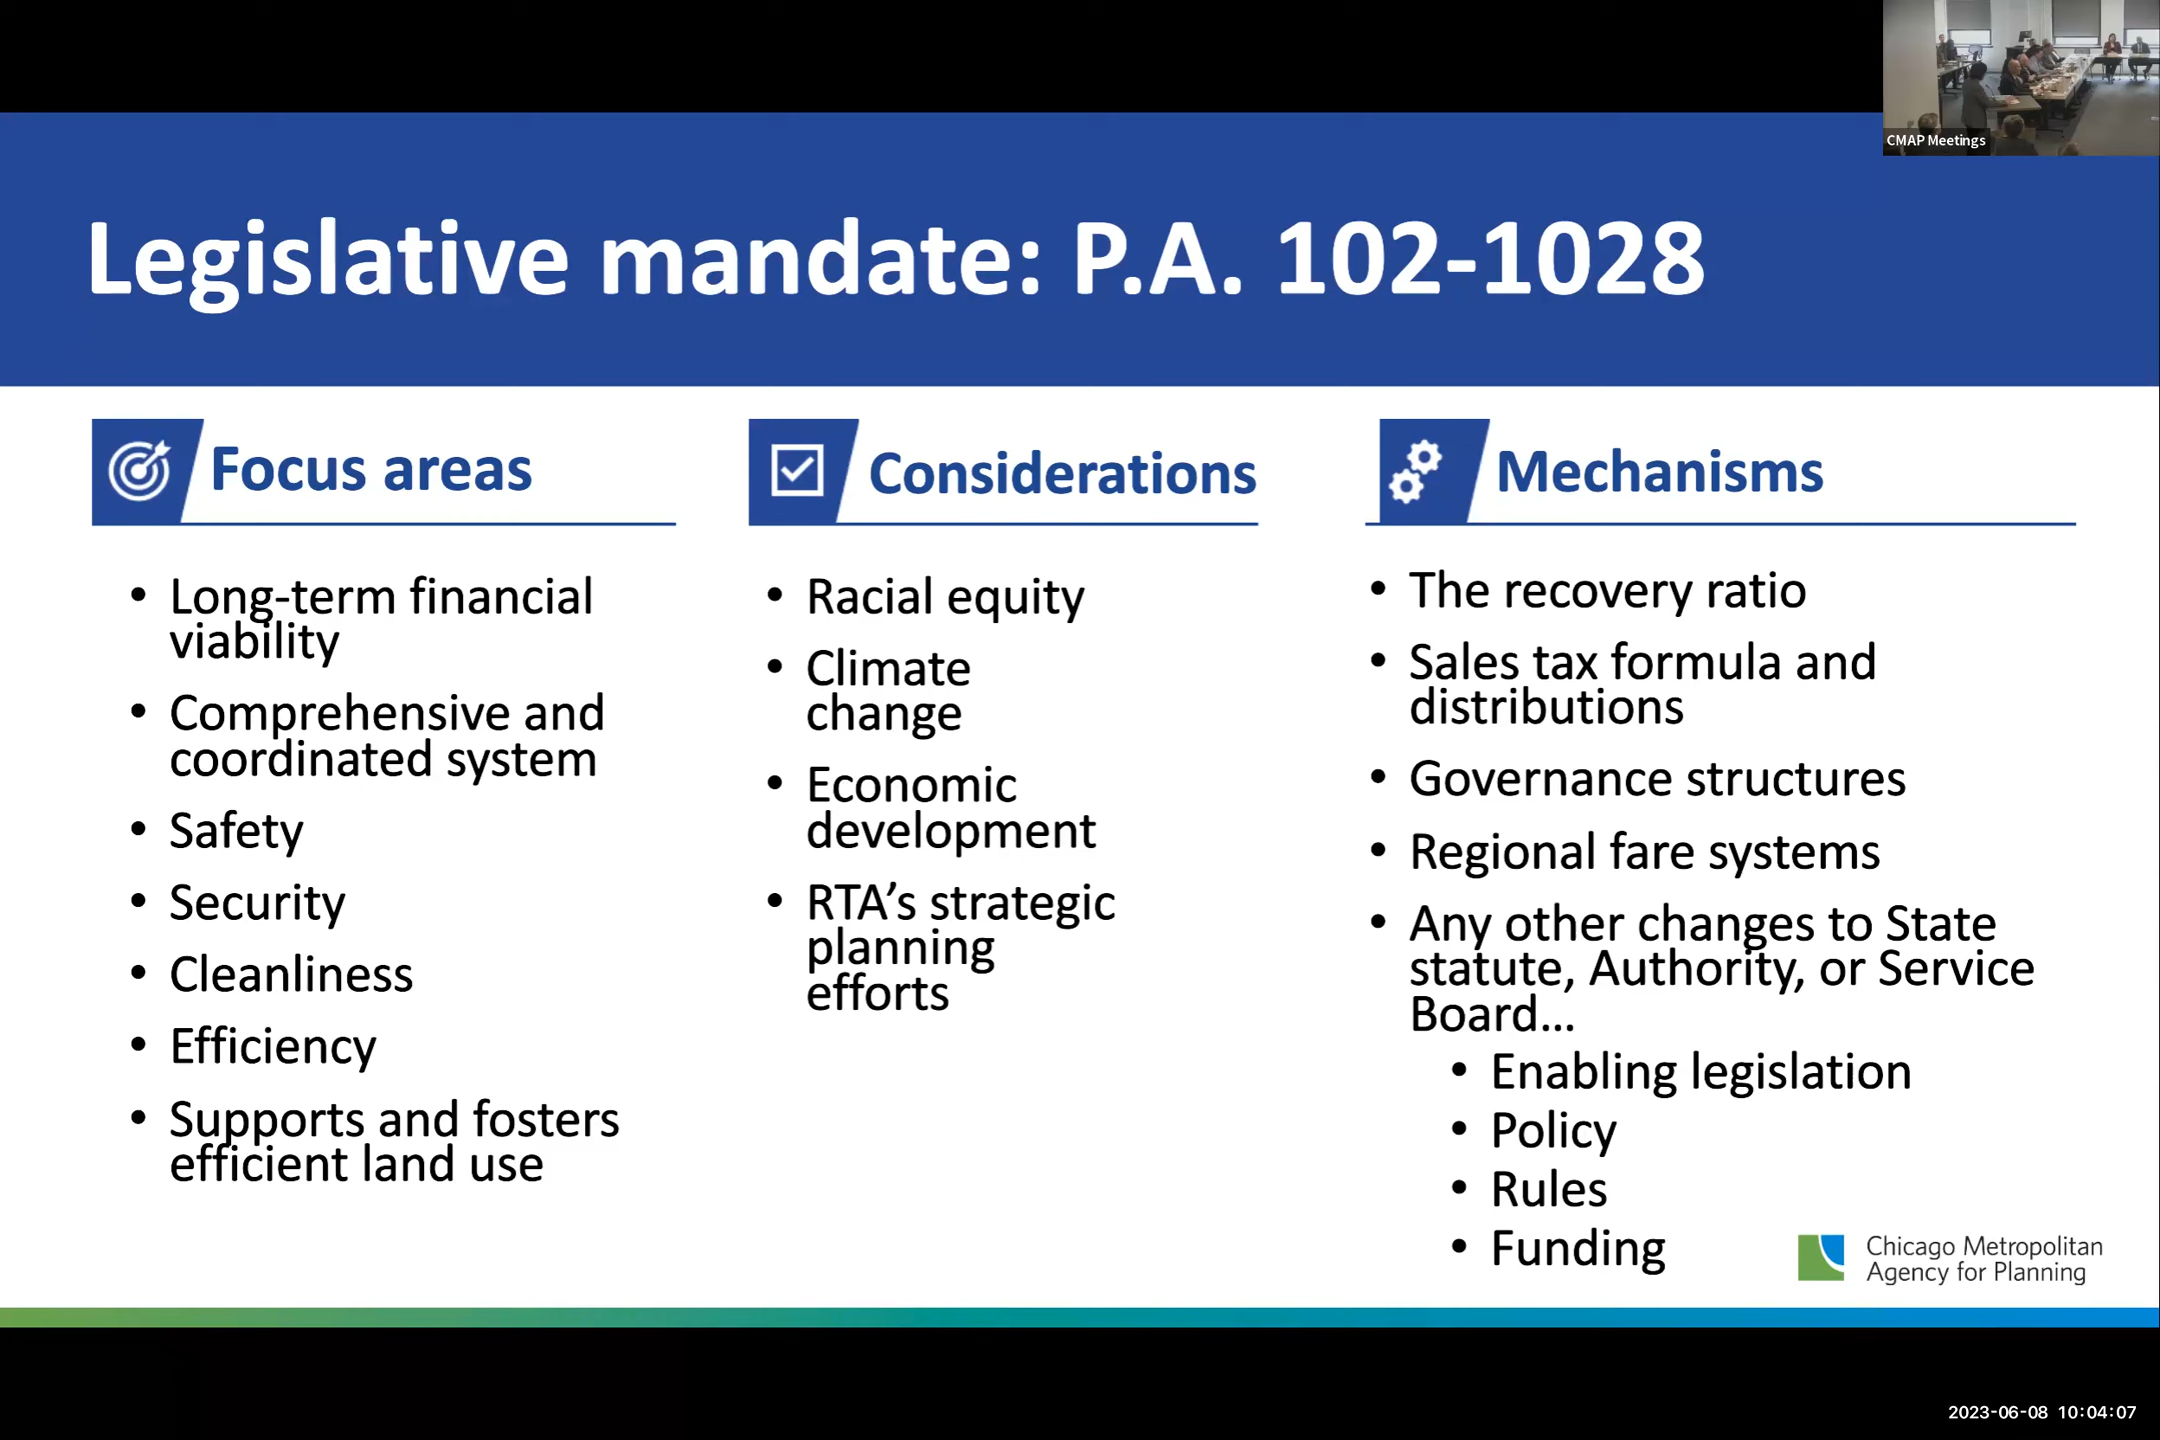 CMAP Meetings
Legislative mandate: P.A. 102-1028
Focus areas
• Long-term financial
viability
• Comprehensive and
coordinated system
• Safety
• Security
• Cleanliness
• Efficiency
• Supports and fosters
efficient land use
Considerations
• Racial equity
• Climate
change
• Economic
development
• RTA’s strategic
planning
efforts
Mechanisms
• The recovery ratio
• Sales tax formula and
distributions
• Governance structures
• Regional fare systems
• Any other changes to State
statute, Authority, or Service
Board…
• Enabling legislation
• Policy
• Rules
• Funding
Chicago Metropolitan
Agency for Planning
2023-06-08 10:04:07